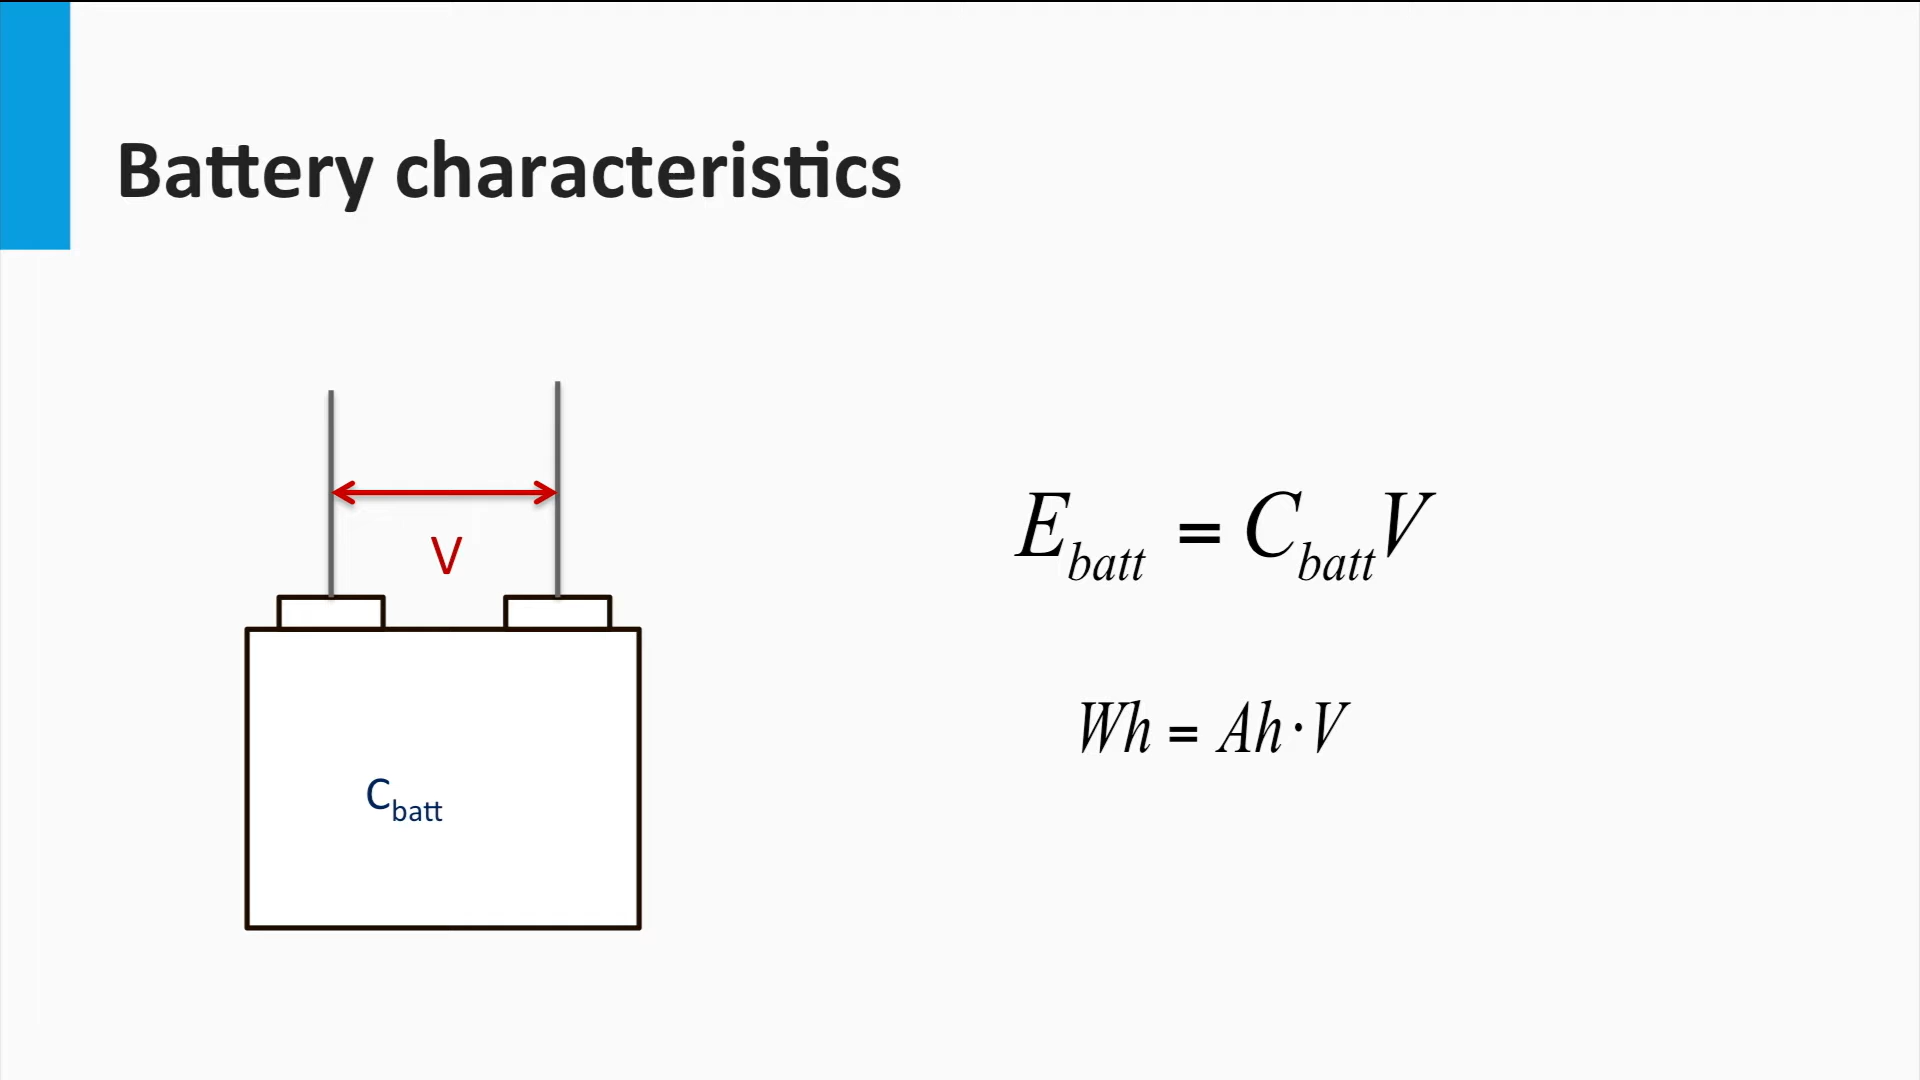 Battery characteristics
V
E_batt = C_batt V
Wh = Ah · V
C_batt